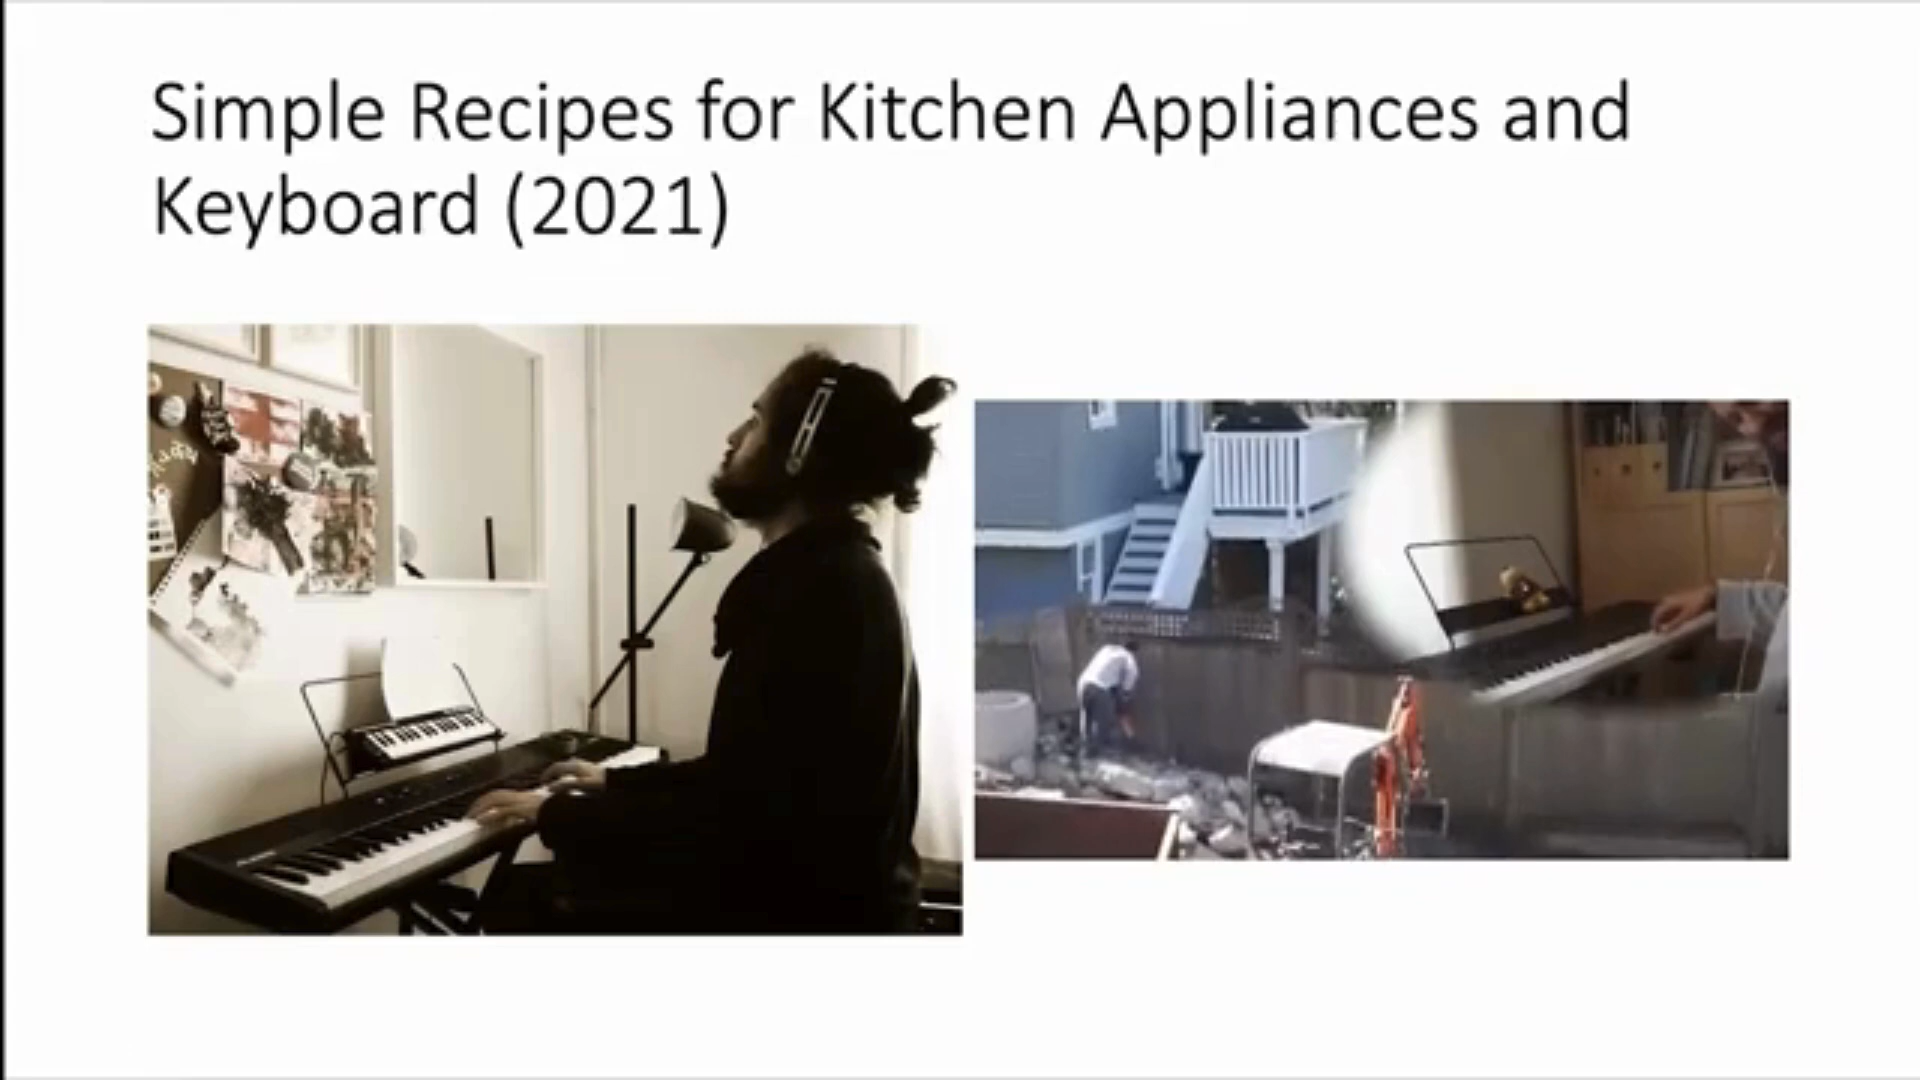 Simple Recipes for Kitchen Appliances and
Keyboard (2021)